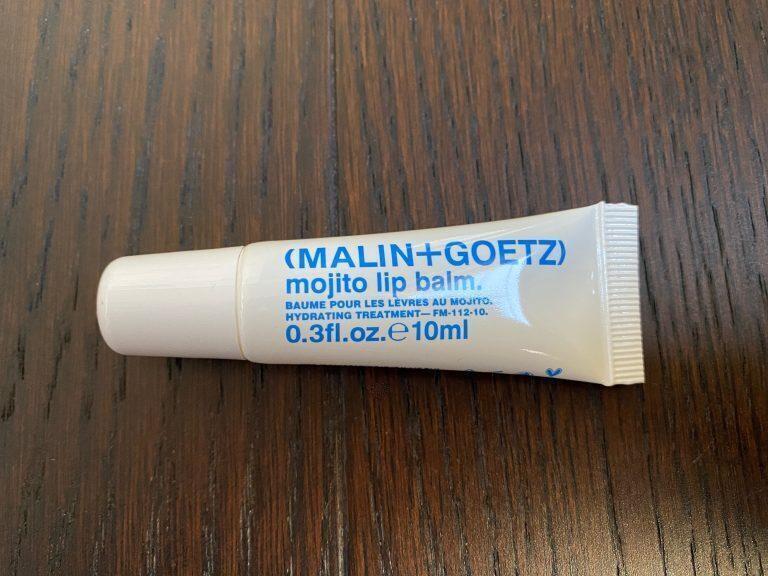 (MALIN+GOETZ)
mojito lip balm.
BAUME POUR LES LÈVRES AU MOJITO.
HYDRATING TREATMENT—FM-112-10.
0.3fl.oz.℮10ml